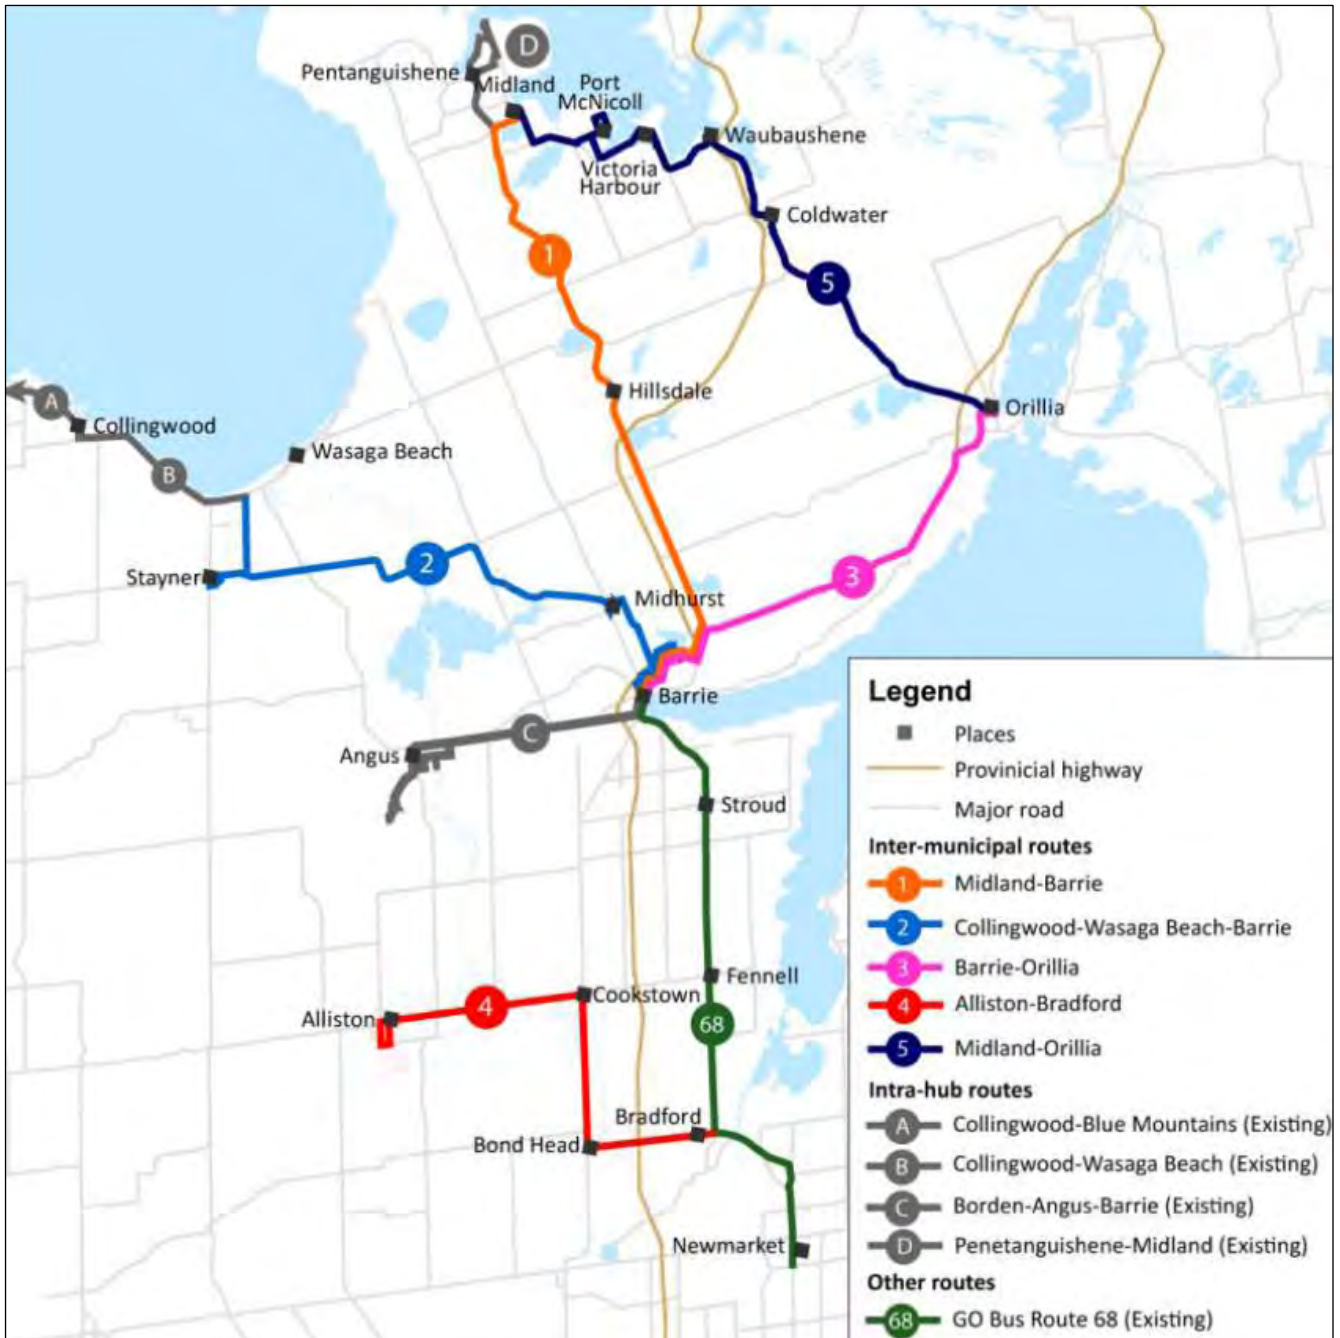 D
Pentanguishene
Midland
Port
McNicoll
Waubaushene
Victoria
Harbour
Coldwater
1
5
Hillsdale
Orillia
A
Collingwood
Wasaga Beach
B
2
3
Stayner
Midhurst
Barrie
C
Angus
Stroud
Fennell
Cookstown
4
Alliston
68
Bradford
Bond Head
Newmarket
Legend
Places
Provinicial highway
Major road
Inter-municipal routes
1 Midland-Barrie
2 Collingwood-Wasaga Beach-Barrie
3 Barrie-Orillia
4 Alliston-Bradford
5 Midland-Orillia
Intra-hub routes
A Collingwood-Blue Mountains (Existing)
B Collingwood-Wasaga Beach (Existing)
C Borden-Angus-Barrie (Existing)
D Penetanguishene-Midland (Existing)
Other routes
68 GO Bus Route 68 (Existing)